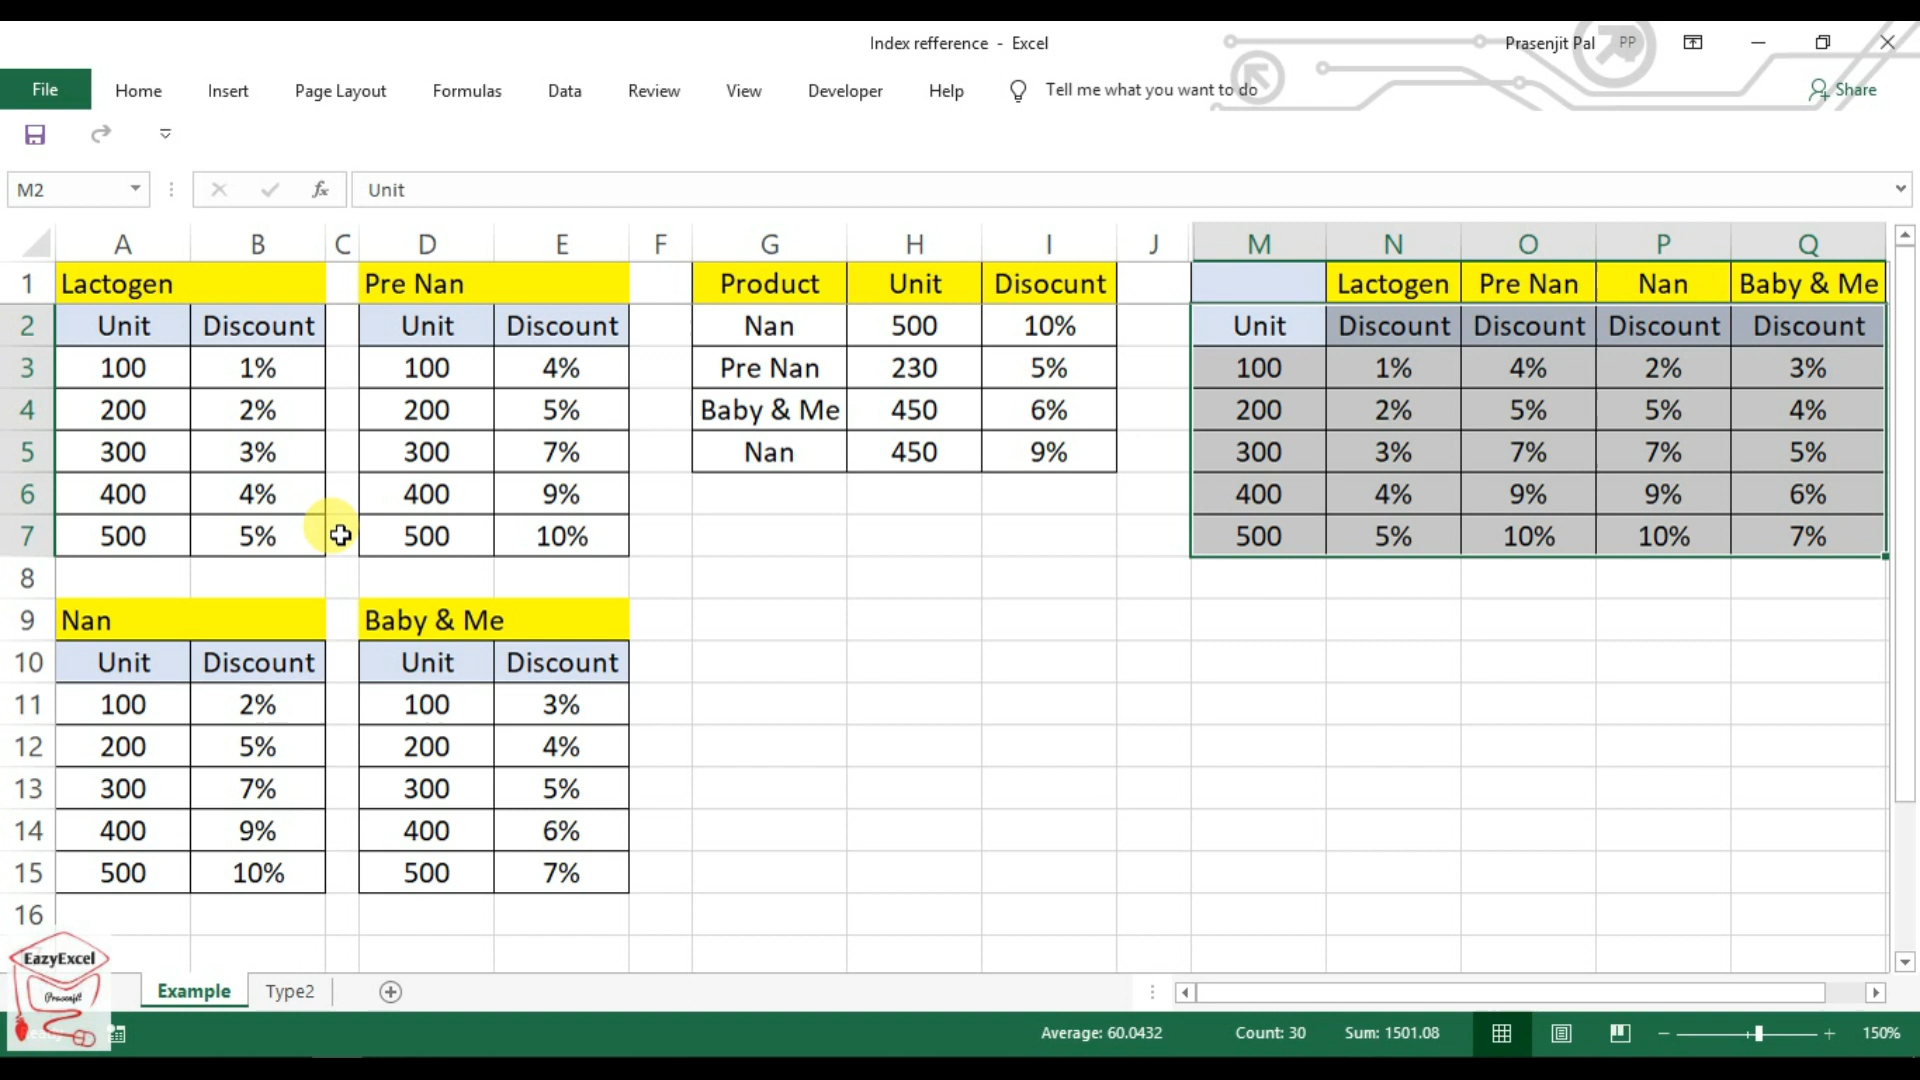 Index refference - Excel
Prasenjit Pal PP
File Home Insert Page Layout Formulas Data Review View Developer Help Tell me what you want to do Share
M2 fx Unit
A B C D E F G H I J M N O P Q
1 Lactogen Pre Nan Product Unit Disocunt Lactogen Pre Nan Nan Baby & Me
2 Unit Discount Unit Discount Nan 500 10% Unit Discount Discount Discount Discount
3 100 1% 100 4% Pre Nan 230 5% 100 1% 4% 2% 3%
4 200 2% 200 5% Baby & Me 450 6% 200 2% 5% 5% 4%
5 300 3% 300 7% Nan 450 9% 300 3% 7% 7% 5%
6 400 4% 400 9% 400 4% 9% 9% 6%
7 500 5% 500 10% 500 5% 10% 10% 7%
8
9 Nan Baby & Me
10 Unit Discount Unit Discount
11 100 2% 100 3%
12 200 5% 200 4%
13 300 7% 300 5%
14 400 9% 400 6%
15 500 10% 500 7%
16
EazyExcel
Prasenjit
Example Type2
Average: 60.0432 Count: 30 Sum: 1501.08 150%